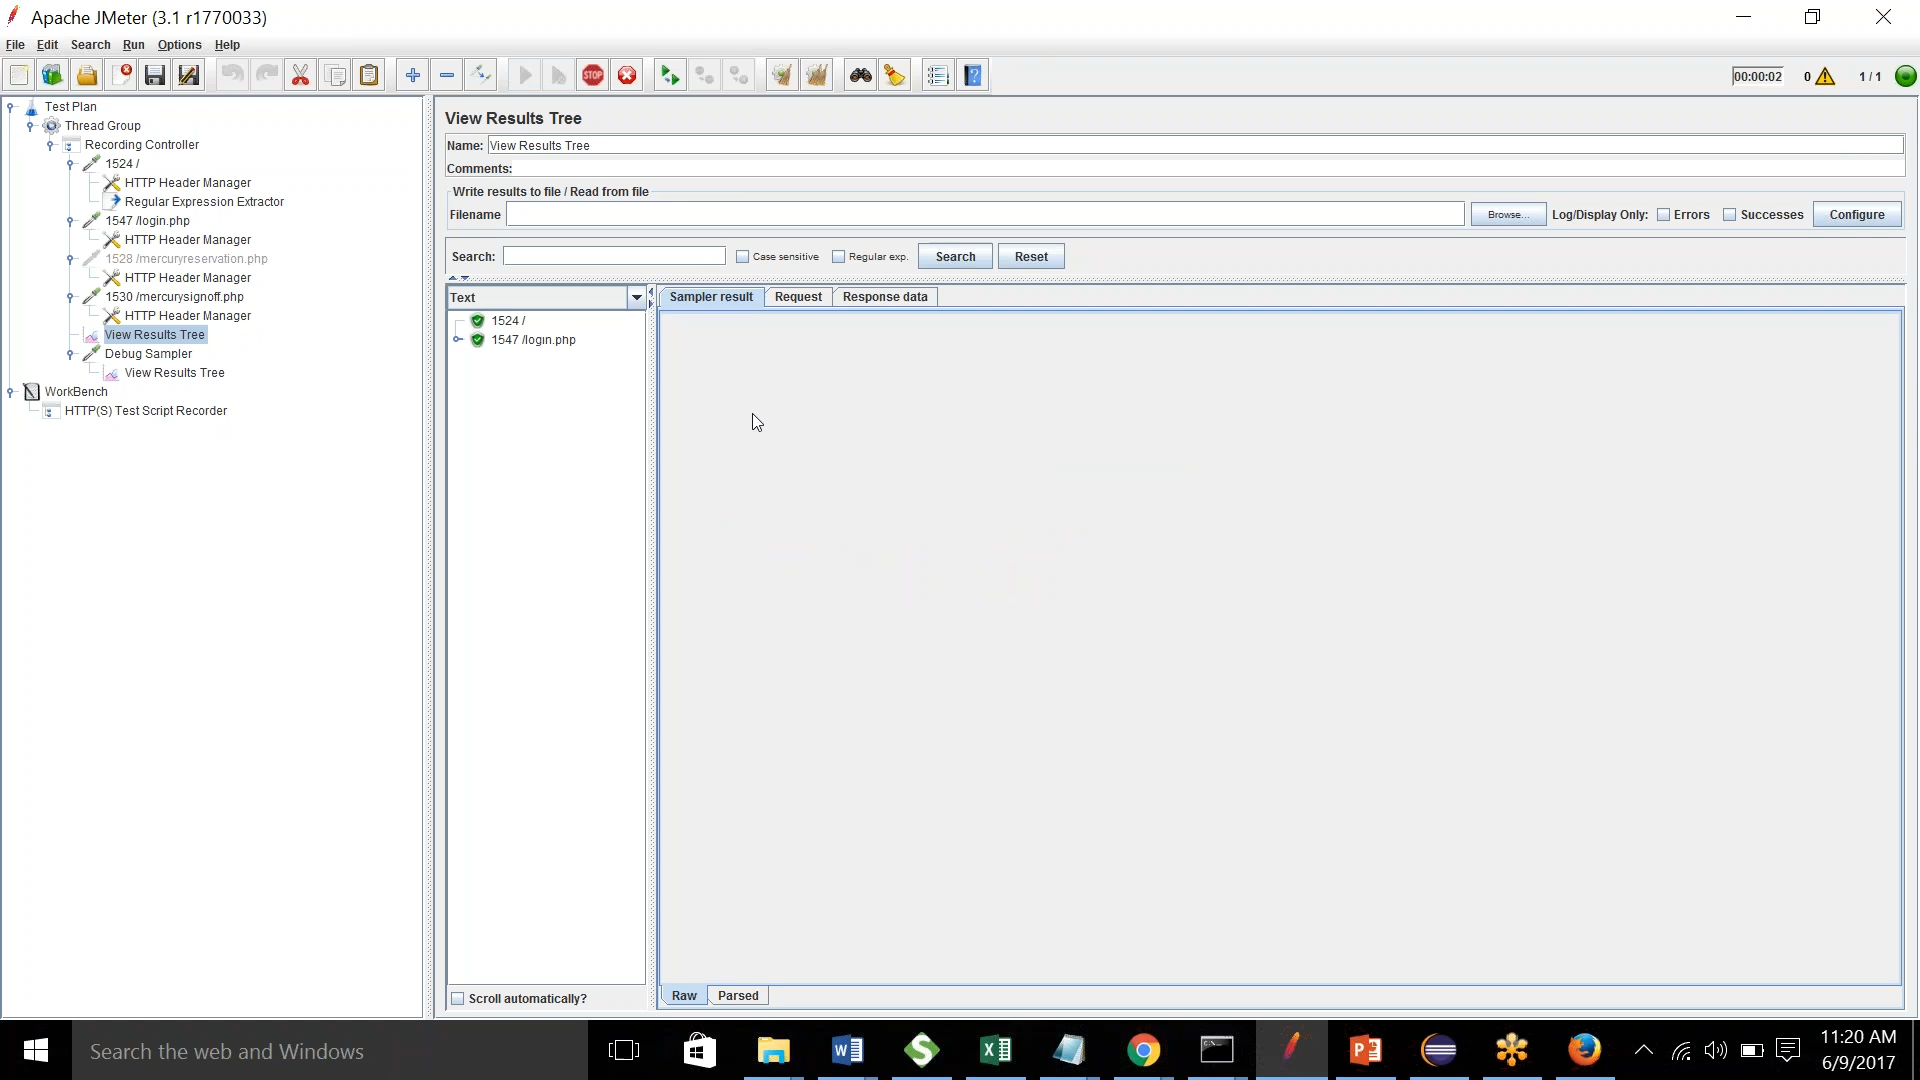 Apache JMeter (3.1 r1770033)
File Edit Search Run Options Help
STOP
00:00:02 0 1 / 1
Test Plan
Thread Group
Recording Controller
1524 /
HTTP Header Manager
Regular Expression Extractor
1547 /login.php
HTTP Header Manager
1528 /mercuryreservation.php
HTTP Header Manager
1530 /mercurysignoff.php
HTTP Header Manager
View Results Tree
Debug Sampler
View Results Tree
WorkBench
HTTP(S) Test Script Recorder
View Results Tree
Name: View Results Tree
Comments:
Write results to file / Read from file
Filename Browse... Log/Display Only: Errors Successes Configure
Search: Case sensitive Regular exp. Search Reset
Text
Sampler result Request Response data
1524 /
1547 /login.php
Scroll automatically?
Raw Parsed
Search the web and Windows
11:20 AM
6/9/2017